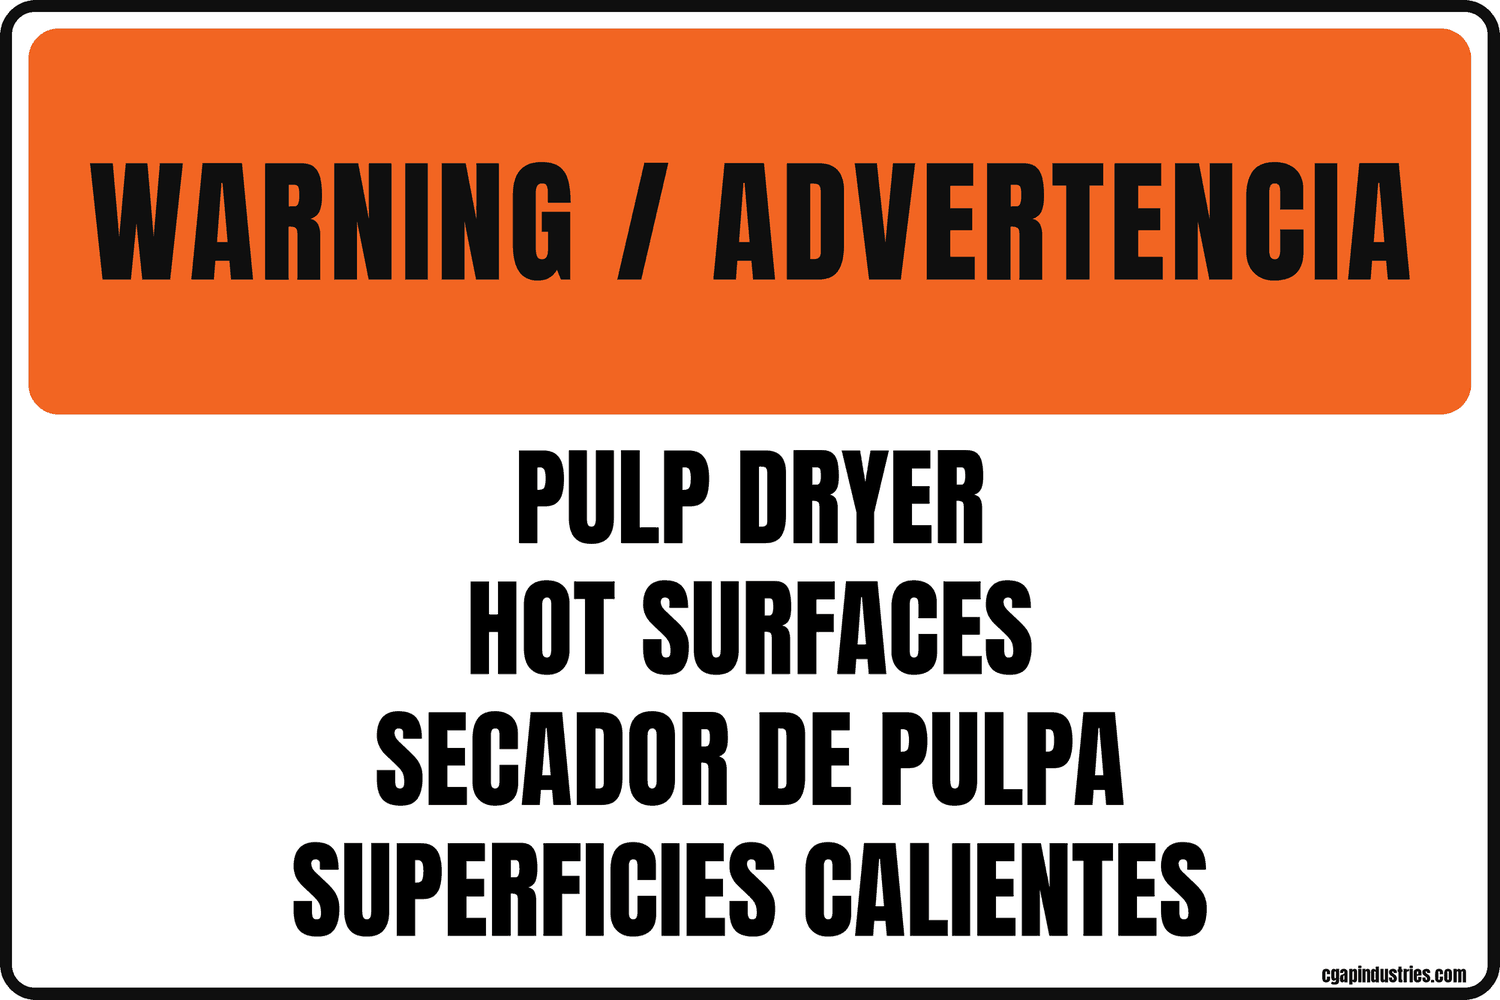 WARNING / ADVERTENCIA
PULP DRYER
HOT SURFACES
SECADOR DE PULPA
SUPERFICIES CALIENTES
cgapindustries.com